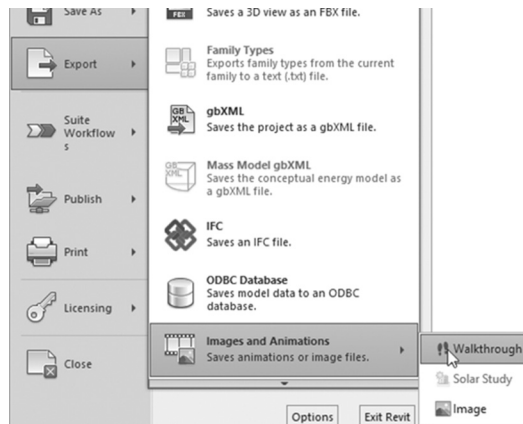 Save As
Export
Suite
Workflow
s
Publish
Print
Licensing
Close
FBX
Saves a 3D view as an FBX file.
Family Types
Exports family types from the current
family to a text (.txt) file.
GB
XML
gbXML
Saves the project as a gbXML file.
GB
XML
Mass Model gbXML
Saves the conceptual energy model as
a gbXML file.
IFC
Saves an IFC file.
ODBC Database
Saves model data to an ODBC
database.
Images and Animations
Saves animations or image files.
Walkthrough
Solar Study
Image
Options
Exit Revit